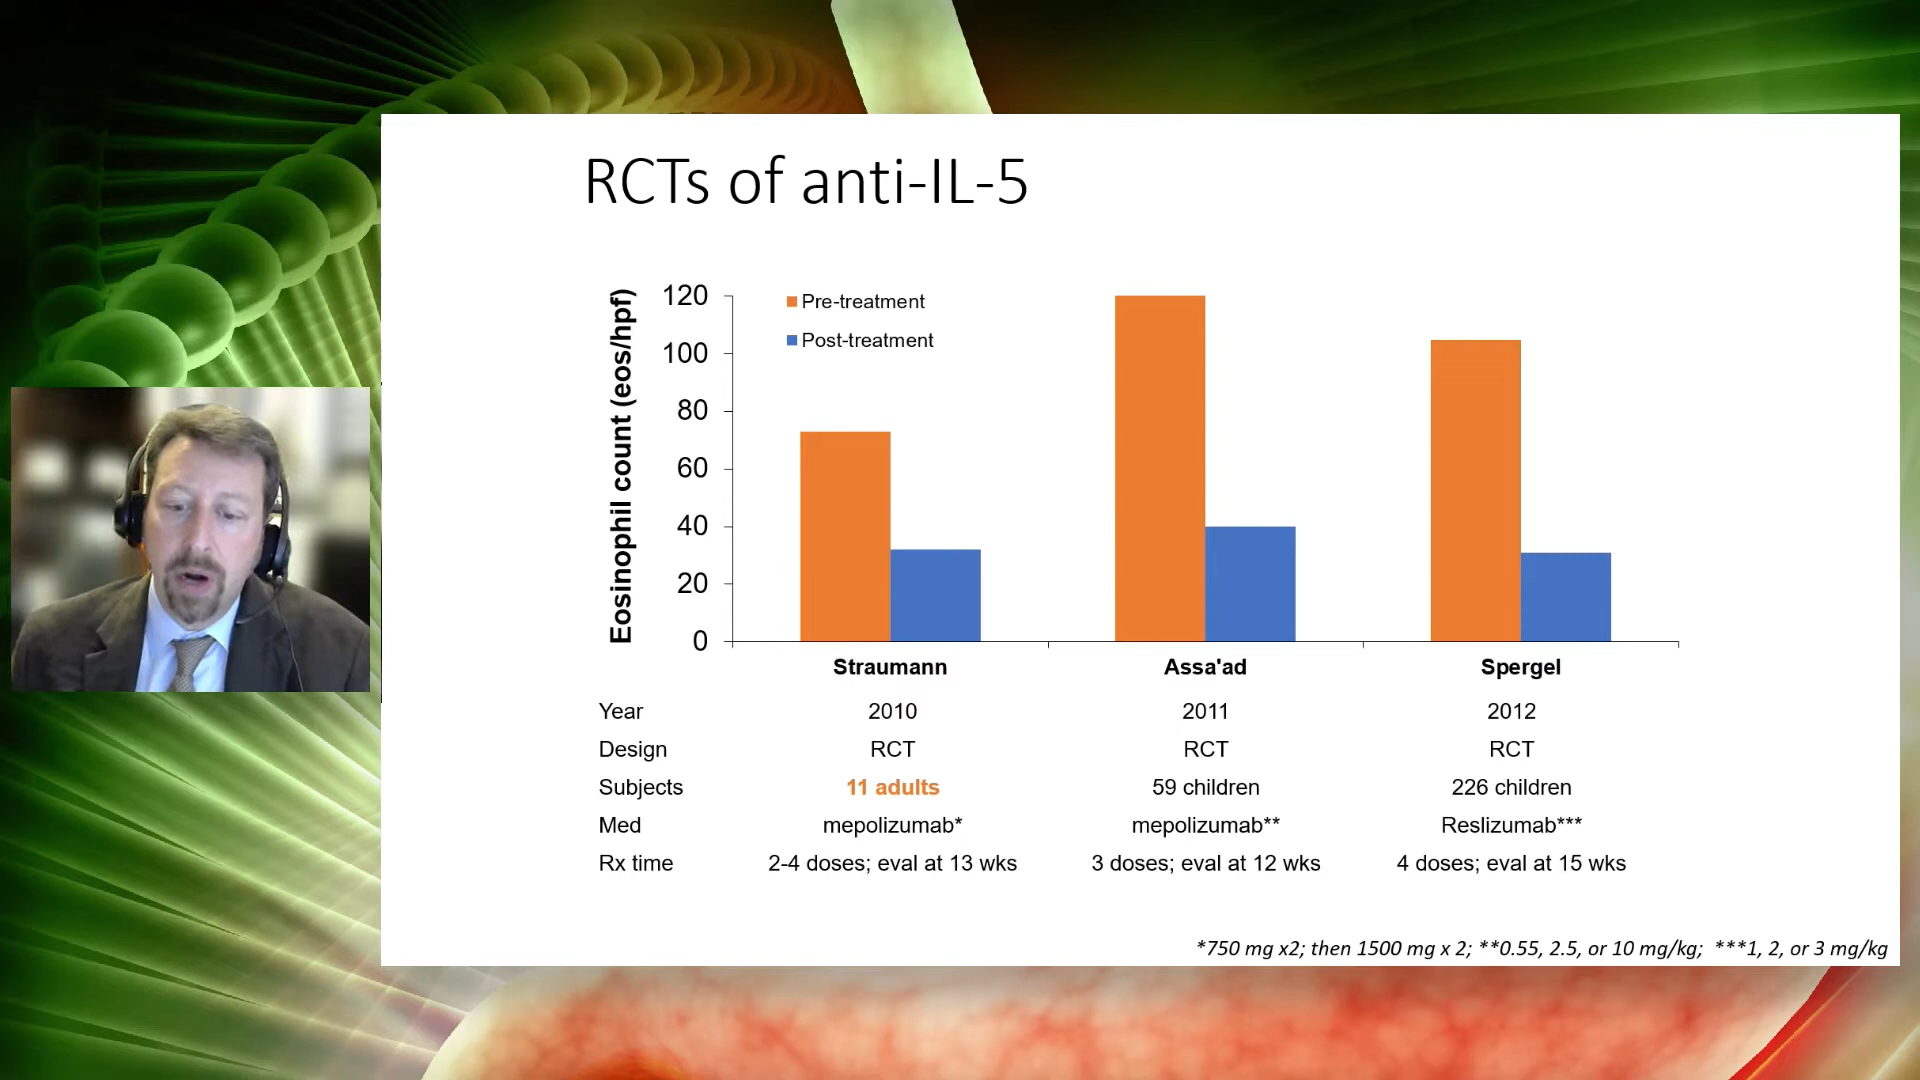 RCTs of anti-IL-5
Eosinophil count (eos/hpf)
120
100
80
60
40
20
0
Pre-treatment
Post-treatment
Straumann Assa'ad Spergel
Year 2010 2011 2012
Design RCT RCT RCT
Subjects 11 adults 59 children 226 children
Med mepolizumab* mepolizumab** Reslizumab***
Rx time 2-4 doses; eval at 13 wks 3 doses; eval at 12 wks 4 doses; eval at 15 wks
*750 mg x2; then 1500 mg x 2; **0.55, 2.5, or 10 mg/kg; ***1, 2, or 3 mg/kg